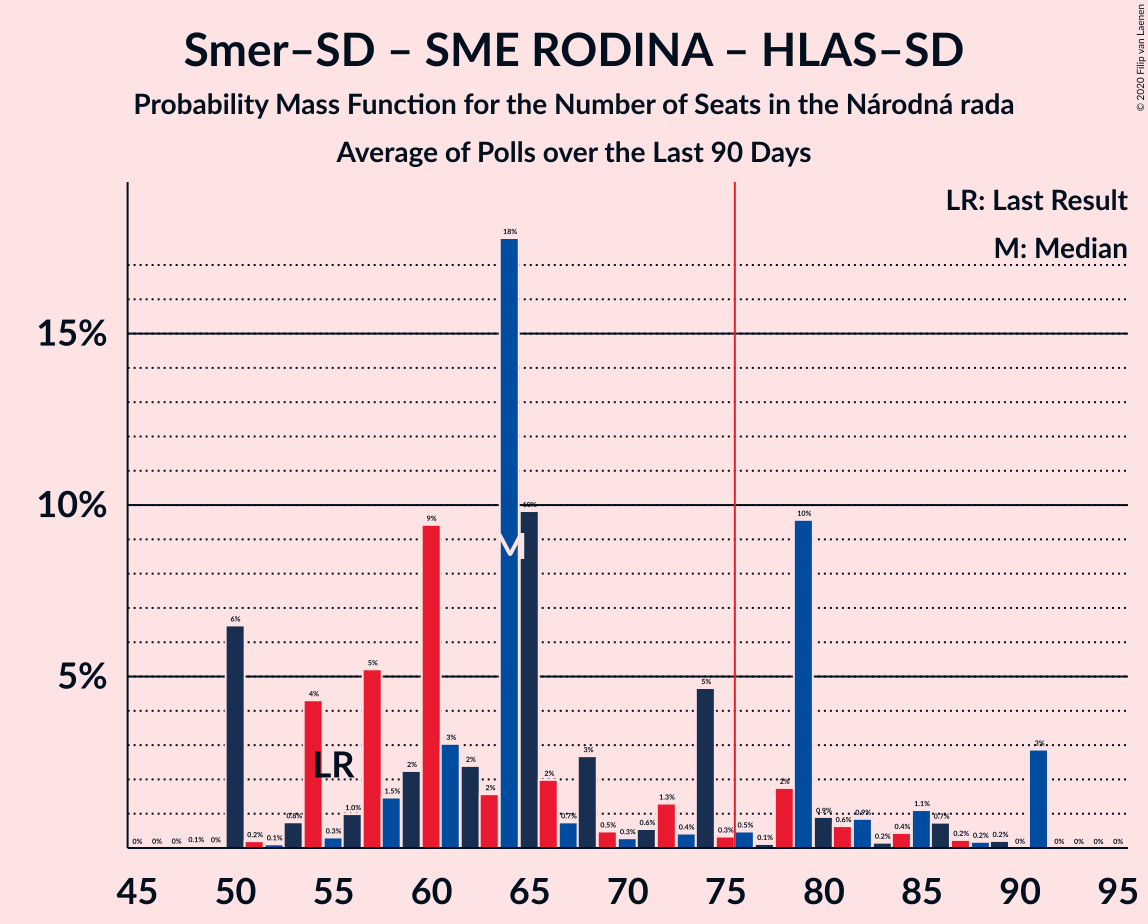 Smer–SD – SME RODINA – HLAS–SD
Probability Mass Function for the Number of Seats in the Národná rada
Average of Polls over the Last 90 Days
© 2020 Filip van Laenen
LR: Last Result
M: Median
15%
10%
5%
0% 0% 0% 0.1% 0% 6% 0.2% 0.1% 0.8% 4% 0.3% 1.0% 5% 1.5% 2% 9% 3% 2% 2% 18% 10% 2% 0.7% 3% 0.5% 0.3% 0.6% 1.3% 0.4% 5% 0.3% 0.5% 0.1% 2% 10% 0.9% 0.6% 0.9% 0.2% 0.4% 1.1% 0.7% 0.2% 0.2% 0.2% 0% 3% 0% 0% 0% 0%
LR
M
45 50 55 60 65 70 75 80 85 90 95